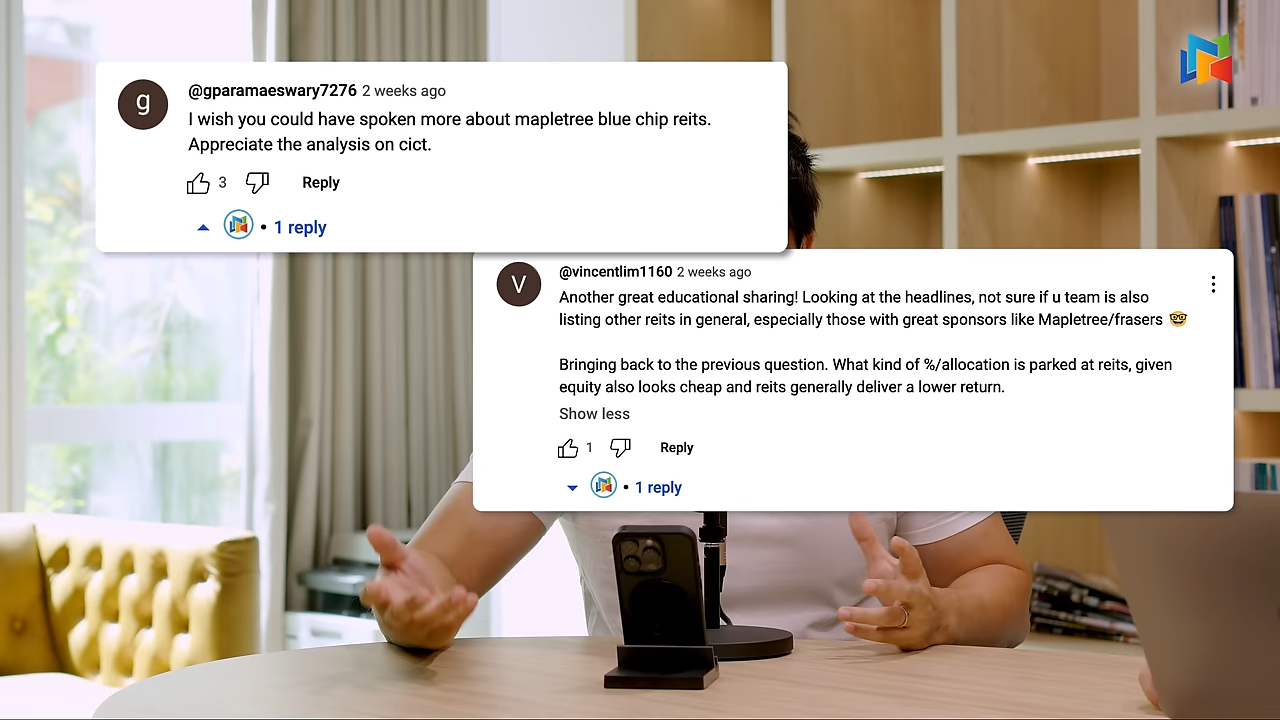 g
@gparamaeswary7276 2 weeks ago
I wish you could have spoken more about mapletree blue chip reits.
Appreciate the analysis on cict.
3 Reply
• 1 reply
V
@vincentlim1160 2 weeks ago
Another great educational sharing! Looking at the headlines, not sure if u team is also
listing other reits in general, especially those with great sponsors like Mapletree/frasers 🤓
Bringing back to the previous question. What kind of %/allocation is parked at reits, given
equity also looks cheap and reits generally deliver a lower return.
Show less
1 Reply
• 1 reply